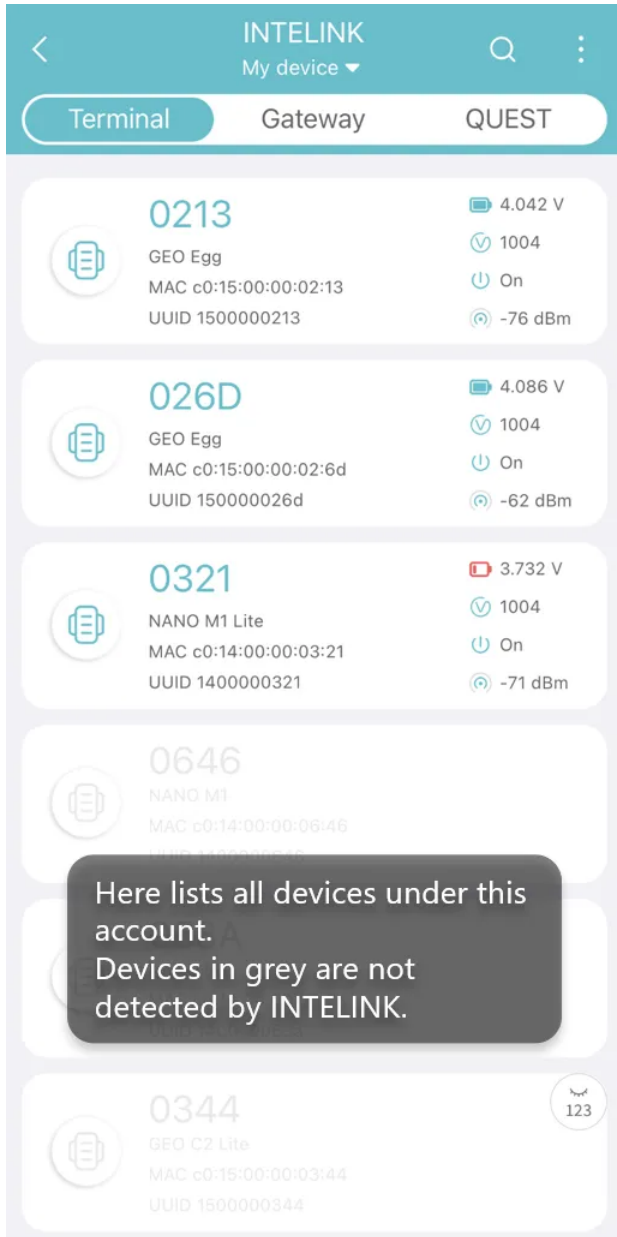 INTELINK
My device
Terminal
Gateway
QUEST
0213
GEO Egg
MAC c0:15:00:00:02:13
UUID 1500000213
4.042 V
1004
On
-76 dBm
026D
GEO Egg
MAC c0:15:00:00:02:6d
UUID 150000026d
4.086 V
1004
On
-62 dBm
0321
NANO M1 Lite
MAC c0:14:00:00:03:21
UUID 1400000321
3.732 V
1004
On
-71 dBm
0646
NANO M1
MAC c0:14:00:00:06:46
UUID 1400000646
Here lists all devices under this
account.
Devices in grey are not
detected by INTELINK.
0344
GEO C2 Lite
MAC c0:15:00:00:03:44
UUID 1500000344
123